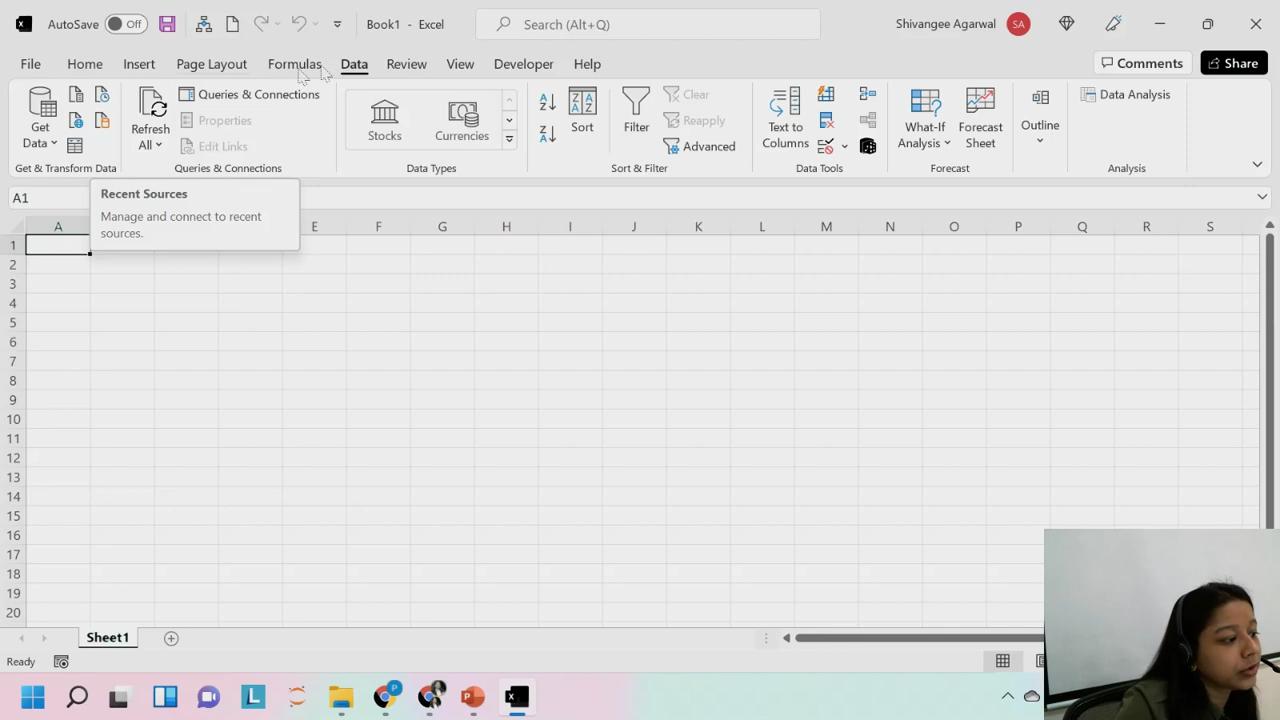 AutoSave Off Book1 - Excel Search (Alt+Q) Shivangee Agarwal SA
File Home Insert Page Layout Formulas Data Review View Developer Help Comments Share
Get Data
Refresh All
Queries & Connections
Properties
Edit Links
Stocks
Currencies
Sort
Filter
Clear
Reapply
Advanced
Text to Columns
What-If Analysis
Forecast Sheet
Outline
Data Analysis
Get & Transform Data Queries & Connections Data Types Sort & Filter Data Tools Forecast Analysis
A1
Recent Sources
Manage and connect to recent
sources.
A E F G H I J K L M N O P Q R S
1
2
3
4
5
6
7
8
9
10
11
12
13
14
15
16
17
18
19
20
Sheet1
Ready